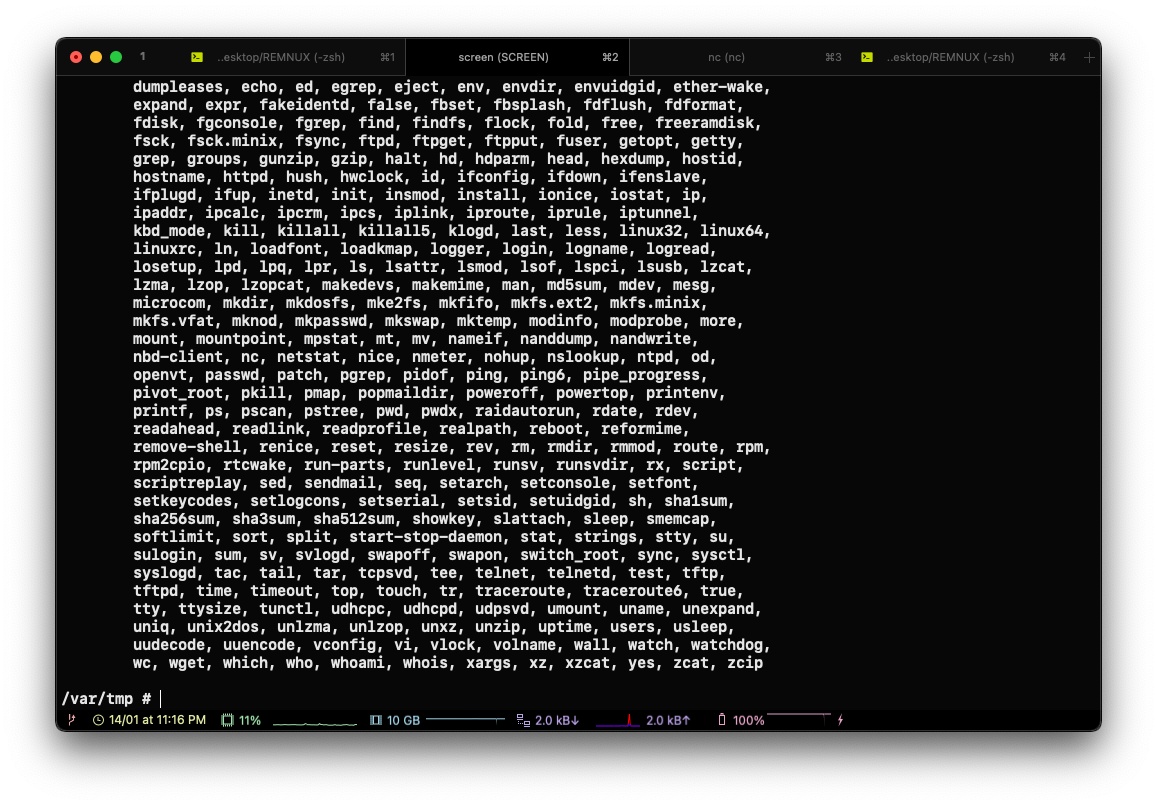 1 ..esktop/REMNUX (-zsh) ⌘1 screen (SCREEN) ⌘2 nc (nc) ⌘3 ..esktop/REMNUX (-zsh) ⌘4
dumpleases, echo, ed, egrep, eject, env, envdir, envuidgid, ether-wake,
expand, expr, fakeidentd, false, fbset, fbsplash, fdflush, fdformat,
fdisk, fgconsole, fgrep, find, findfs, flock, fold, free, freeramdisk,
fsck, fsck.minix, fsync, ftpd, ftpget, ftpput, fuser, getopt, getty,
grep, groups, gunzip, gzip, halt, hd, hdparm, head, hexdump, hostid,
hostname, httpd, hush, hwclock, id, ifconfig, ifdown, ifenslave,
ifplugd, ifup, inetd, init, insmod, install, ionice, iostat, ip,
ipaddr, ipcalc, ipcrm, ipcs, iplink, iproute, iprule, iptunnel,
kbd_mode, kill, killall, killall5, klogd, last, less, linux32, linux64,
linuxrc, ln, loadfont, loadkmap, logger, login, logname, logread,
losetup, lpd, lpq, lpr, ls, lsattr, lsmod, lsof, lspci, lsusb, lzcat,
lzma, lzop, lzopcat, makedevs, makemime, man, md5sum, mdev, mesg,
microcom, mkdir, mkdosfs, mke2fs, mkfifo, mkfs.ext2, mkfs.minix,
mkfs.vfat, mknod, mkpasswd, mkswap, mktemp, modinfo, modprobe, more,
mount, mountpoint, mpstat, mt, mv, nameif, nanddump, nandwrite,
nbd-client, nc, netstat, nice, nmeter, nohup, nslookup, ntpd, od,
openvt, passwd, patch, pgrep, pidof, ping, ping6, pipe_progress,
pivot_root, pkill, pmap, popmaildir, poweroff, powertop, printenv,
printf, ps, pscan, pstree, pwd, pwdx, raidautorun, rdate, rdev,
readahead, readlink, readprofile, realpath, reboot, reformime,
remove-shell, renice, reset, resize, rev, rm, rmdir, rmmod, route, rpm,
rpm2cpio, rtcwake, run-parts, runlevel, runsv, runsvdir, rx, script,
scriptreplay, sed, sendmail, seq, setarch, setconsole, setfont,
setkeycodes, setlogcons, setserial, setsid, setuidgid, sh, sha1sum,
sha256sum, sha3sum, sha512sum, showkey, slattach, sleep, smemcap,
softlimit, sort, split, start-stop-daemon, stat, strings, stty, su,
sulogin, sum, sv, svlogd, swapoff, swapon, switch_root, sync, sysctl,
syslogd, tac, tail, tar, tcpsvd, tee, telnet, telnetd, test, tftp,
tftpd, time, timeout, top, touch, tr, traceroute, traceroute6, true,
tty, ttysize, tunctl, udhcpc, udhcpd, udpsvd, umount, uname, unexpand,
uniq, unix2dos, unlzma, unlzop, unxz, unzip, uptime, users, usleep,
uudecode, uuencode, vconfig, vi, vlock, volname, wall, watch, watchdog,
wc, wget, which, who, whoami, whois, xargs, xz, xzcat, yes, zcat, zcip
/var/tmp #
14/01 at 11:16 PM 11% 10 GB 2.0 kB↓ 2.0 kB↑ 100%